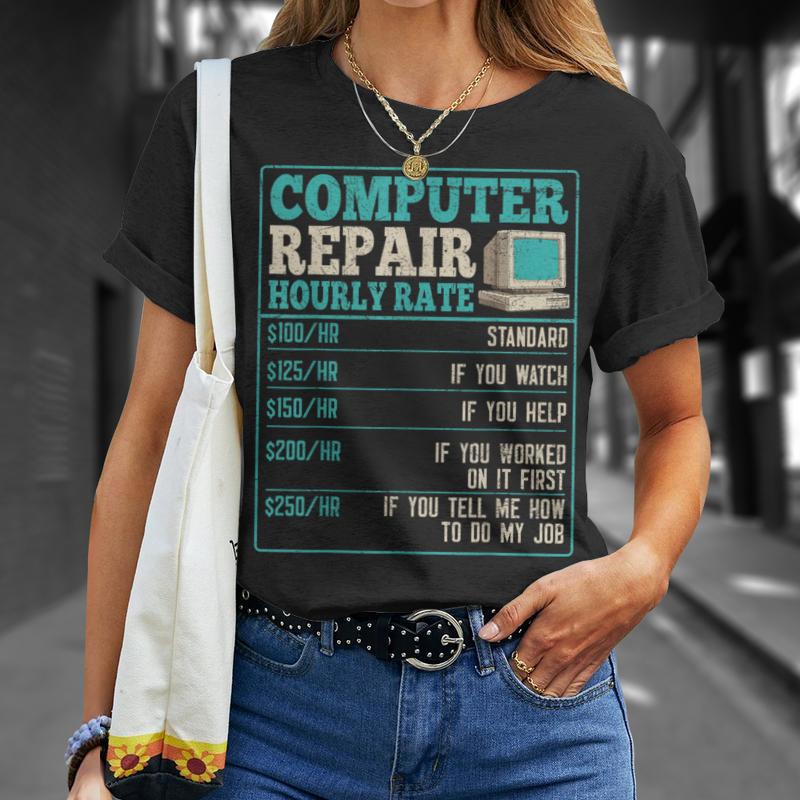 COMPUTER
REPAIR
HOURLY RATE
$100/HR STANDARD
$125/HR IF YOU WATCH
$150/HR IF YOU HELP
$200/HR IF YOU WORKED
ON IT FIRST
$250/HR IF YOU TELL ME HOW
TO DO MY JOB